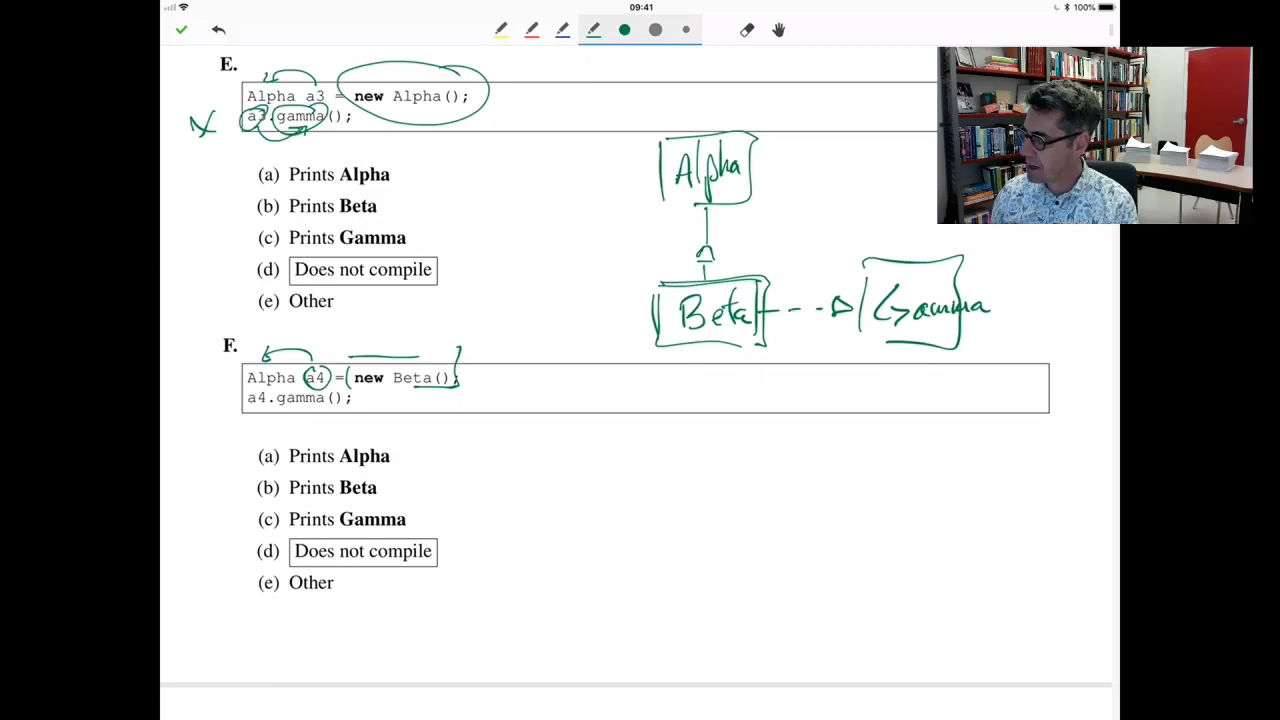 09:41
100%
E.
Alpha a3 = new Alpha();
a3.gamma();
(a) Prints Alpha
(b) Prints Beta
(c) Prints Gamma
(d) Does not compile
(e) Other
Alpha
Beta
Gamma
F.
Alpha a4 = new Beta();
a4.gamma();
(a) Prints Alpha
(b) Prints Beta
(c) Prints Gamma
(d) Does not compile
(e) Other